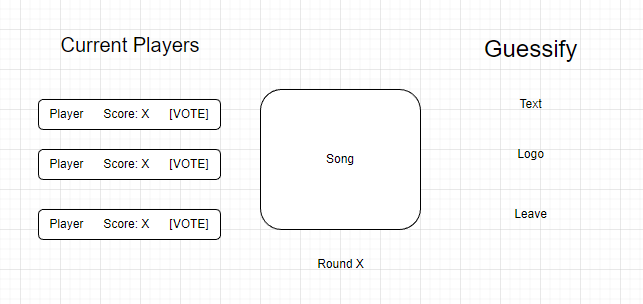 Current Players
Player Score: X [VOTE]
Player Score: X [VOTE]
Player Score: X [VOTE]
Song
Round X
Guessify
Text
Logo
Leave